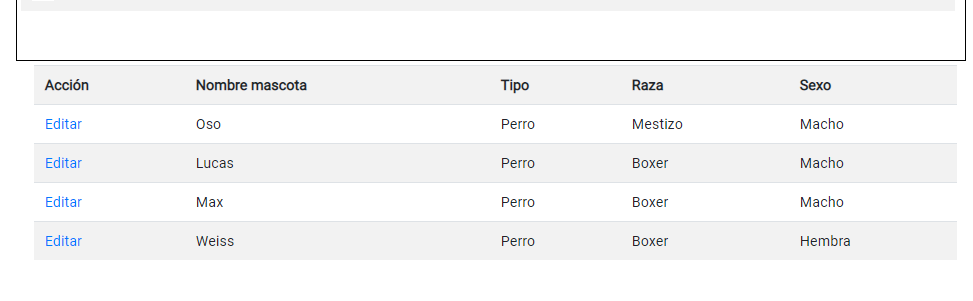 Acción Nombre mascota Tipo Raza Sexo
Editar Oso Perro Mestizo Macho
Editar Lucas Perro Boxer Macho
Editar Max Perro Boxer Macho
Editar Weiss Perro Boxer Hembra